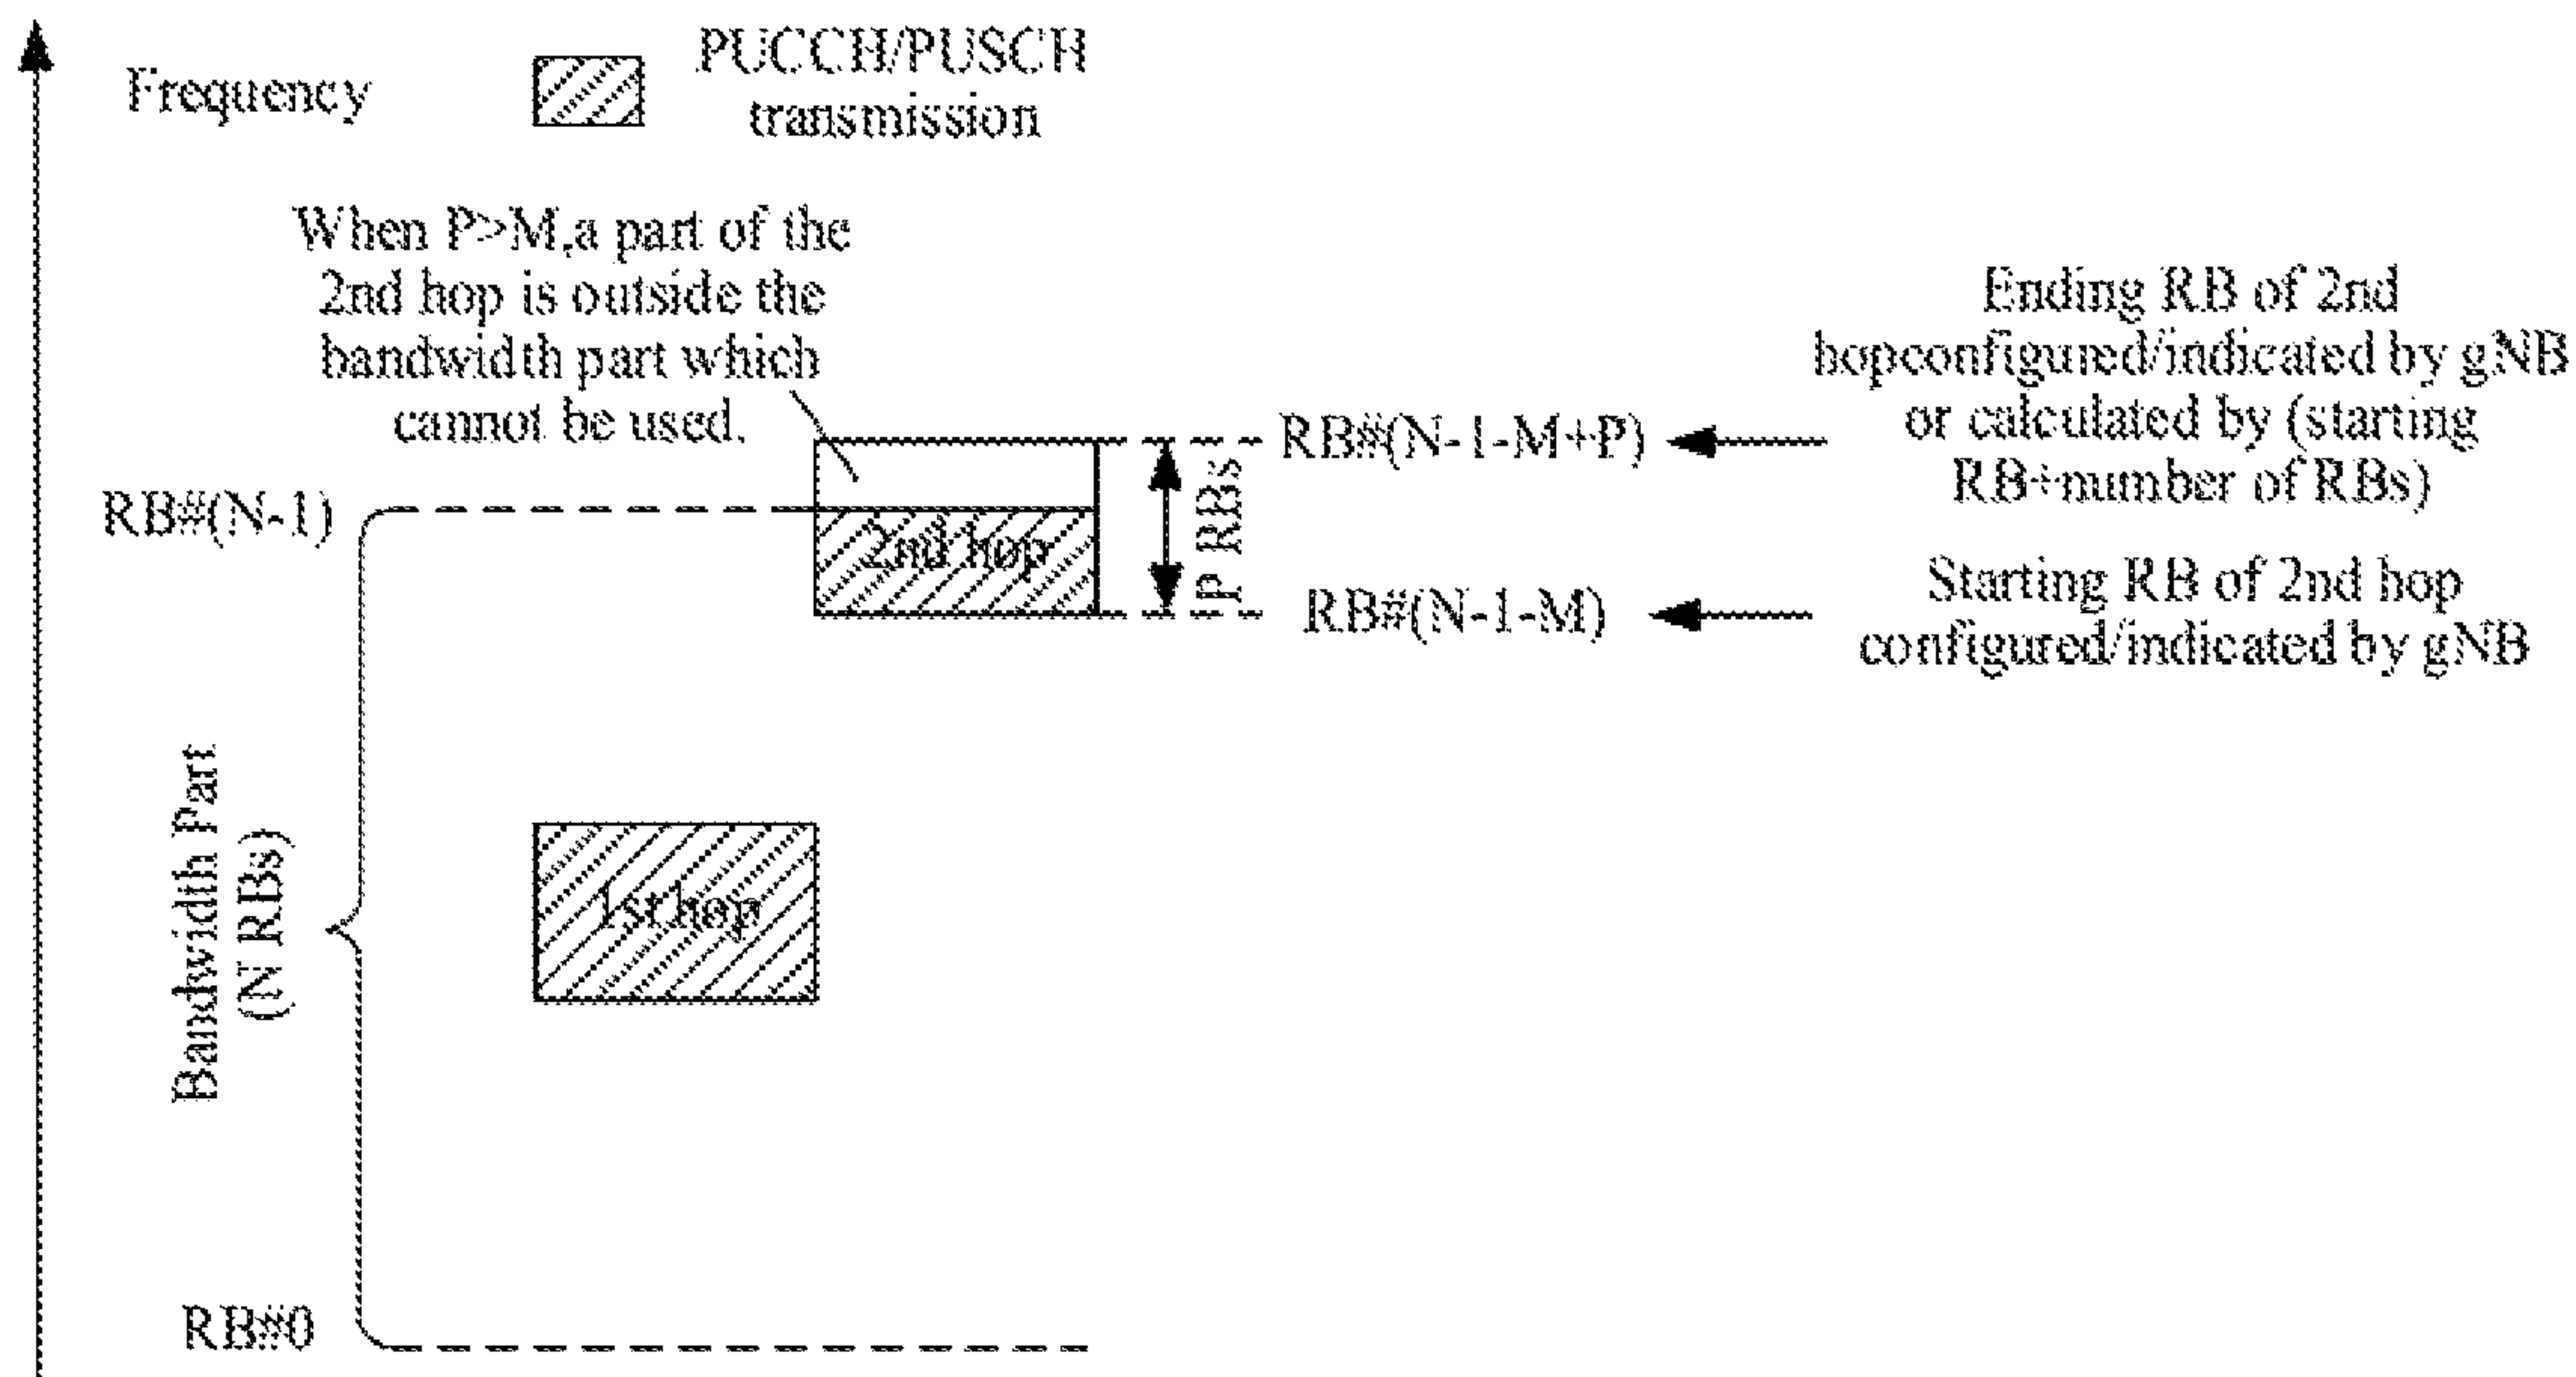 Frequency
PUCCH/PUSCH
transmission
When P>M,a part of the
2nd hop is outside the
bandwidth part which
cannot be used.
Ending RB of 2nd
hopconfigured/indicated by gNB
or calculated by (starting
RB+number of RBs)
RB#(N-1-M+P)
RB#(N-1)
P RBs
2nd hop
RB#(N-1-M)
Starting RB of 2nd hop
configured/indicated by gNB
Bandwidth Part
(N RBs)
1st hop
RB#0